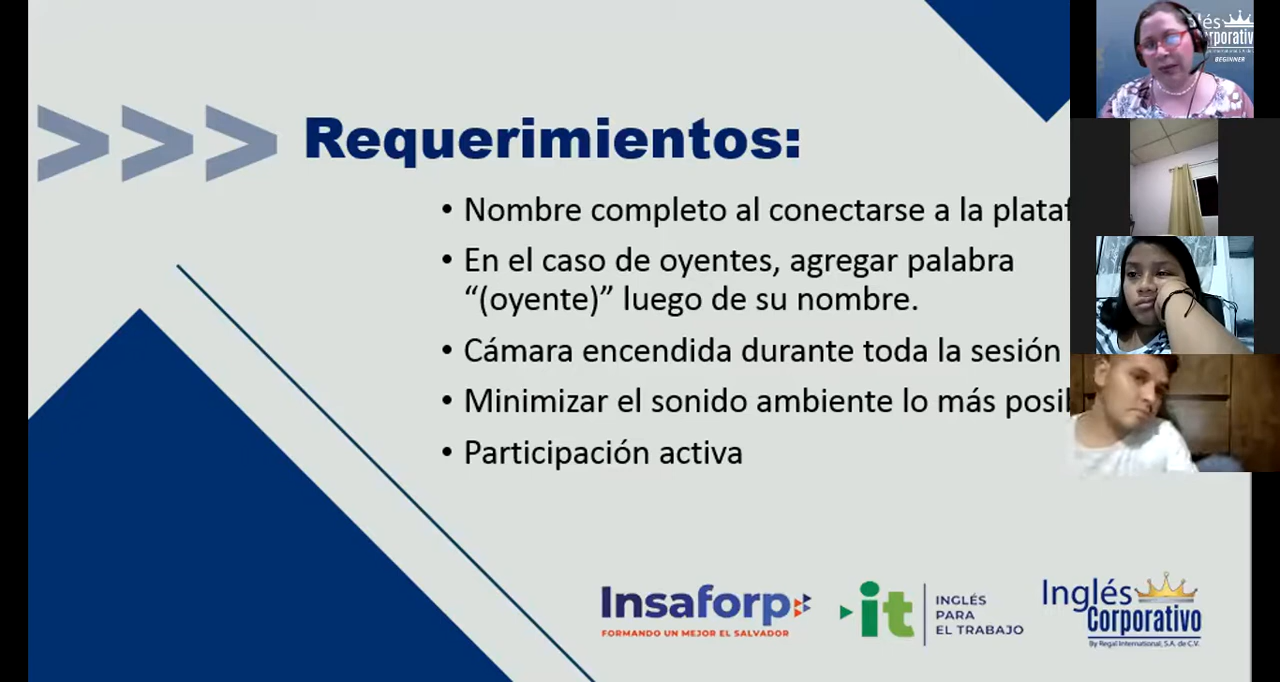 Requerimientos:
• Nombre completo al conectarse a la
• En el caso de oyentes, agregar palabra
“(oyente)” luego de su nombre.
• Cámara encendida durante toda la sesión
• Minimizar el sonido ambiente lo más
• Participación activa
Insaforp
FORMANDO UN MEJOR EL SALVADOR
it
INGLÉS
PARA
EL TRABAJO
Inglés
Corporativo
By Regal International, S.A. de C.V.
BEGINNER